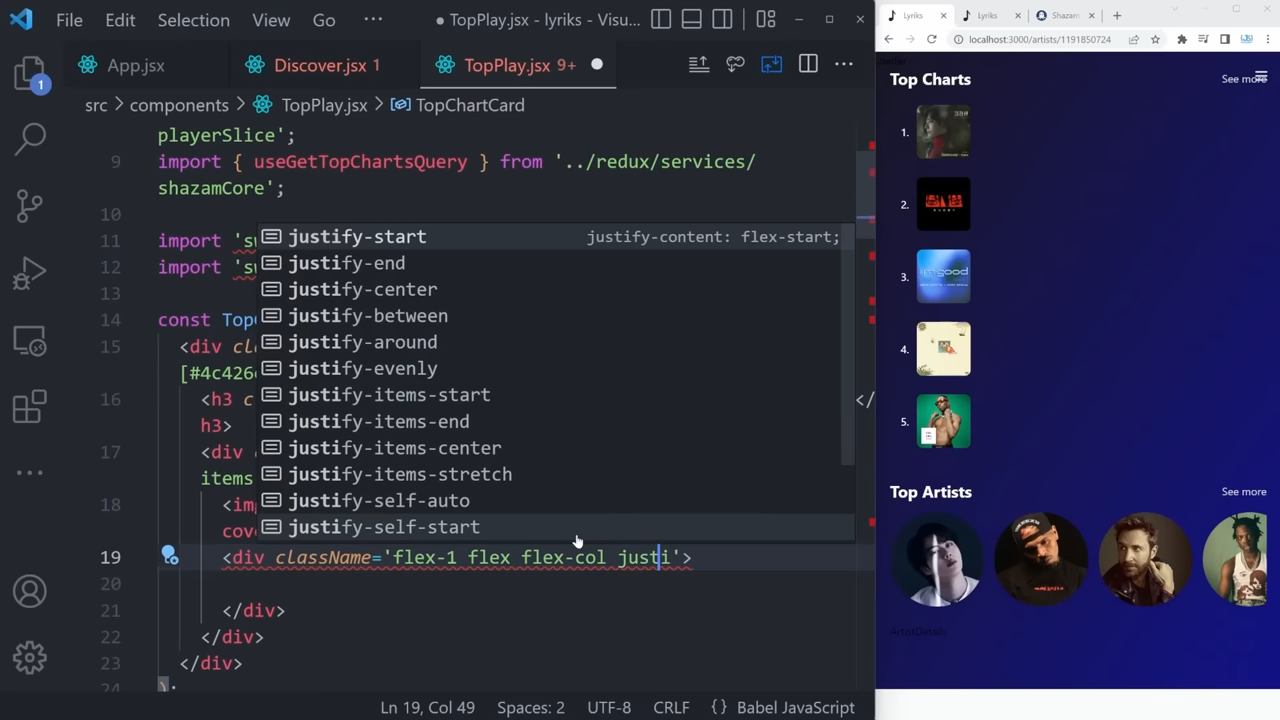 File Edit Selection View Go ··· ● TopPlay.jsx - lyriks - Visu...
App.jsx Discover.jsx 1 TopPlay.jsx 9+
src > components > TopPlay.jsx > TopChartCard
1
playerSlice';
9 import { useGetTopChartsQuery } from '../redux/services/
shazamCore';
10
11 import 'sw
12 import 'sw
13
14 const Top
15 <div cl
[#4c426
16 <h3 c </
h3>
17 <div
items
18 <im
cov
19 <div className='flex-1 flex flex-col justi'>
20
21 </div>
22 </div>
23 </div>
24 );
justify-start justify-content: flex-start;
justify-end
justify-center
justify-between
justify-around
justify-evenly
justify-items-start
justify-items-end
justify-items-center
justify-items-stretch
justify-self-auto
justify-self-start
Ln 19, Col 49 Spaces: 2 UTF-8 CRLF {} Babel JavaScript
Lyriks Lyriks Shazam
localhost:3000/artists/1191850724
Top Charts See more
1.
2.
3.
4.
5.
Top Artists See more
ArtistDetails